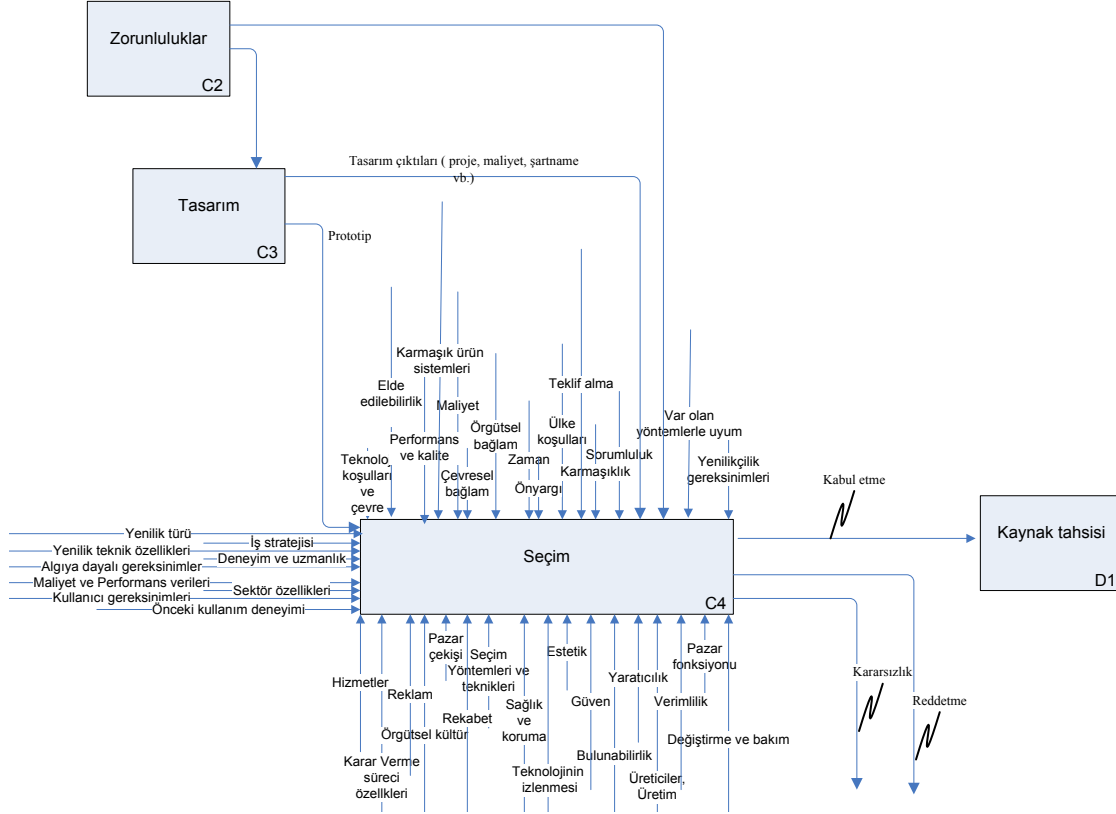 Zorunluluklar
C2
Tasarım çıktıları ( proje, maliyet, şartname
vb.)
Tasarım
C3
Prototip
Karmaşık ürün
sistemleri
Elde
edilebilirlik
Teklif alma
Maliyet
Var olan
yöntemlerle uyum
Örgütsel
bağlam
Ülke
koşulları
Performans
ve kalite
Sorumluluk
Zaman
Teknoloj
koşulları
ve
çevre
Yenilikçilik
gereksinimleri
Çevresel
bağlam
Karmaşıklık
Önyargı
Kabul etme
Yenilik türü
İş stratejisi
Yenilik teknik özellikleri
Deneyim ve uzmanlık
Algıya dayalı gereksinimler
Maliyet ve Performans verileri
Sektör özellikleri
Kullanıcı gereksinimleri
Önceki kullanım deneyimi
Seçim
C4
Kaynak tahsisi
D1
Pazar
çekişi
Seçim
Yöntemleri ve
teknikleri
Estetik
Pazar
fonksiyonu
Hizmetler
Reklam
Yaratıcılık
Kararsızlık
Reddetme
Güven
Verimlilik
Sağlık
ve
koruma
Rekabet
Örgütsel kültür
Değiştirme ve bakım
Bulunabilirlik
Karar Verme
süreci
özellkleri
Teknolojinin
izlenmesi
Üreticiler,
Üretim